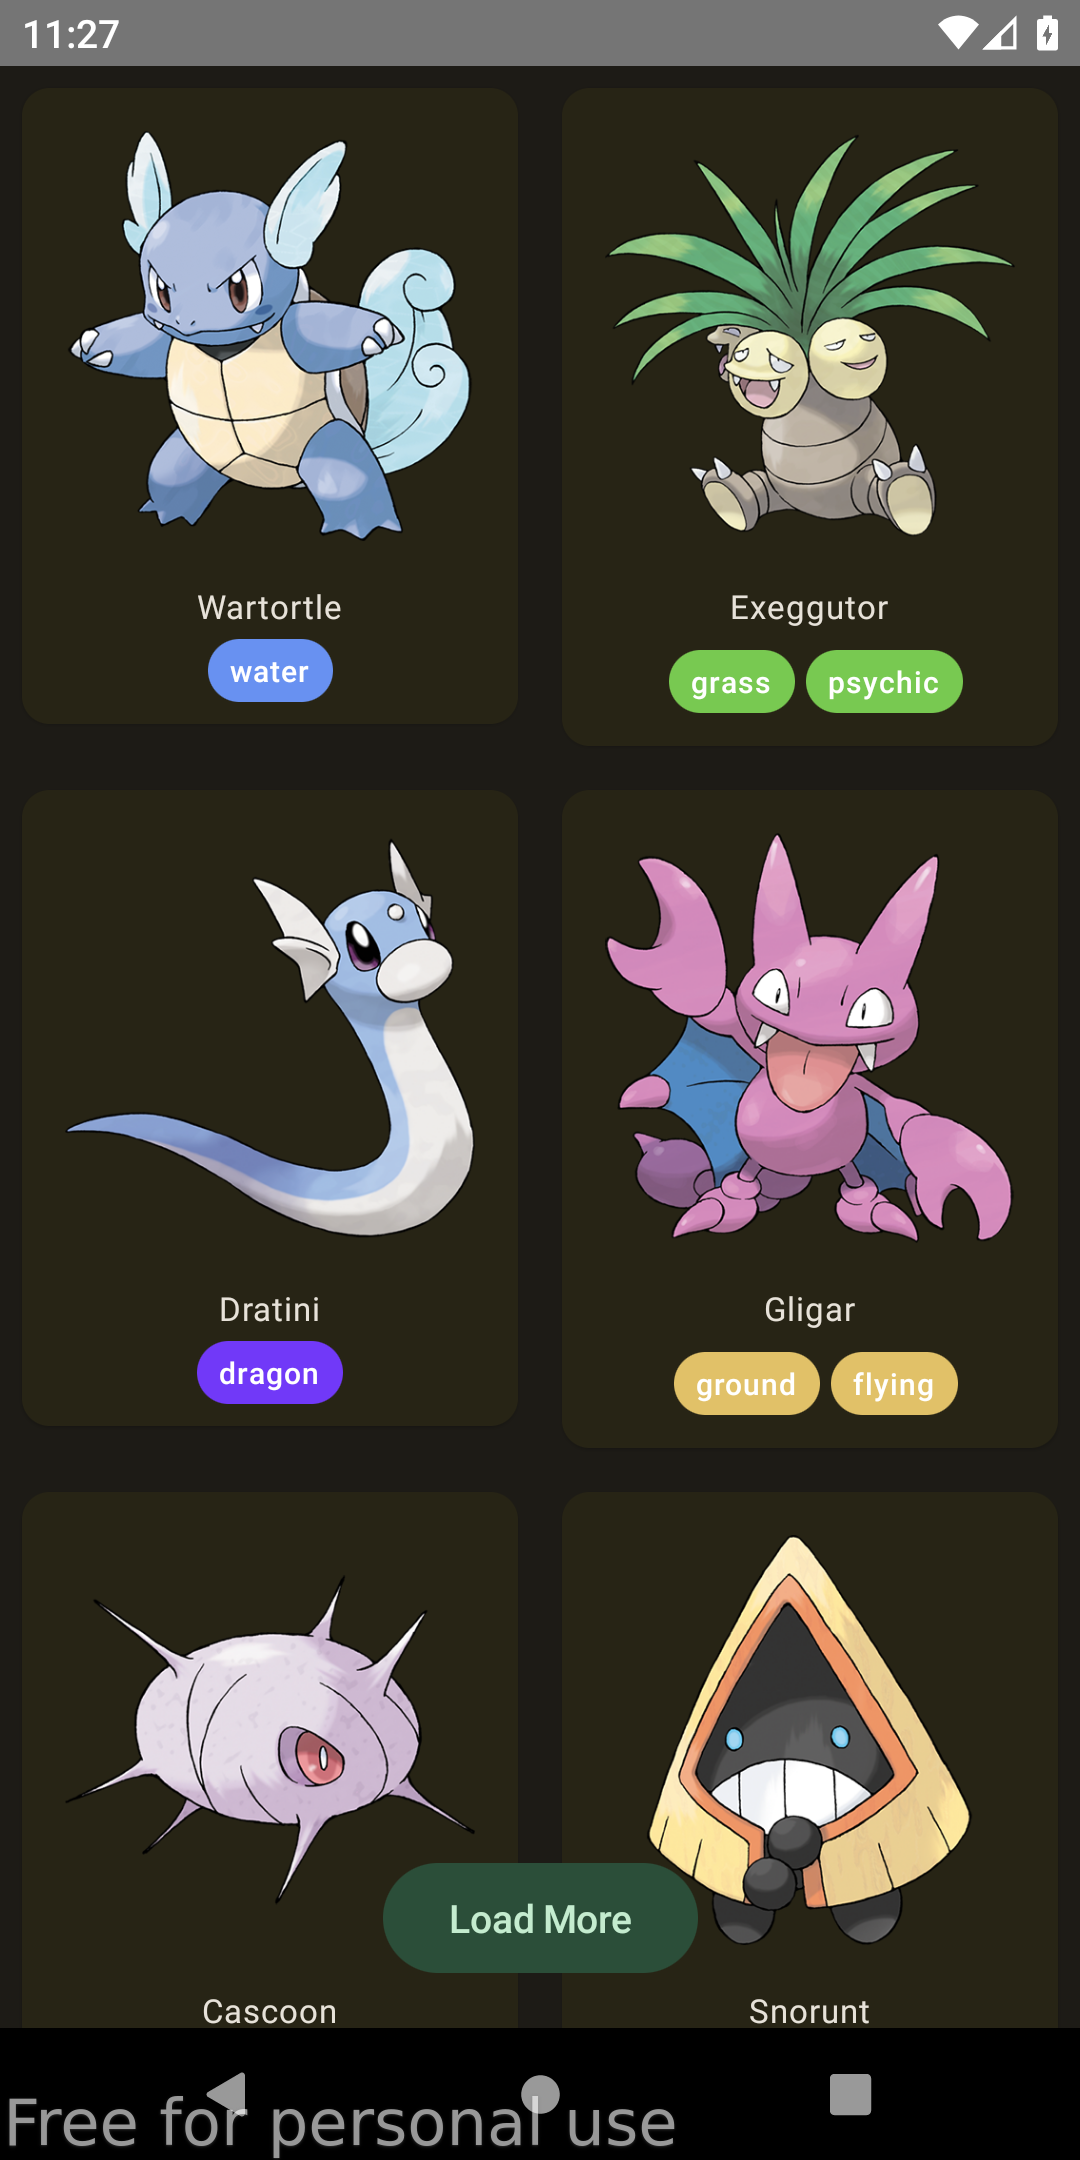 11:27
Wartortle
water
Exeggutor
grass psychic
Dratini
dragon
Gligar
ground flying
Load More
Cascoon
Snorunt
Free for personal use